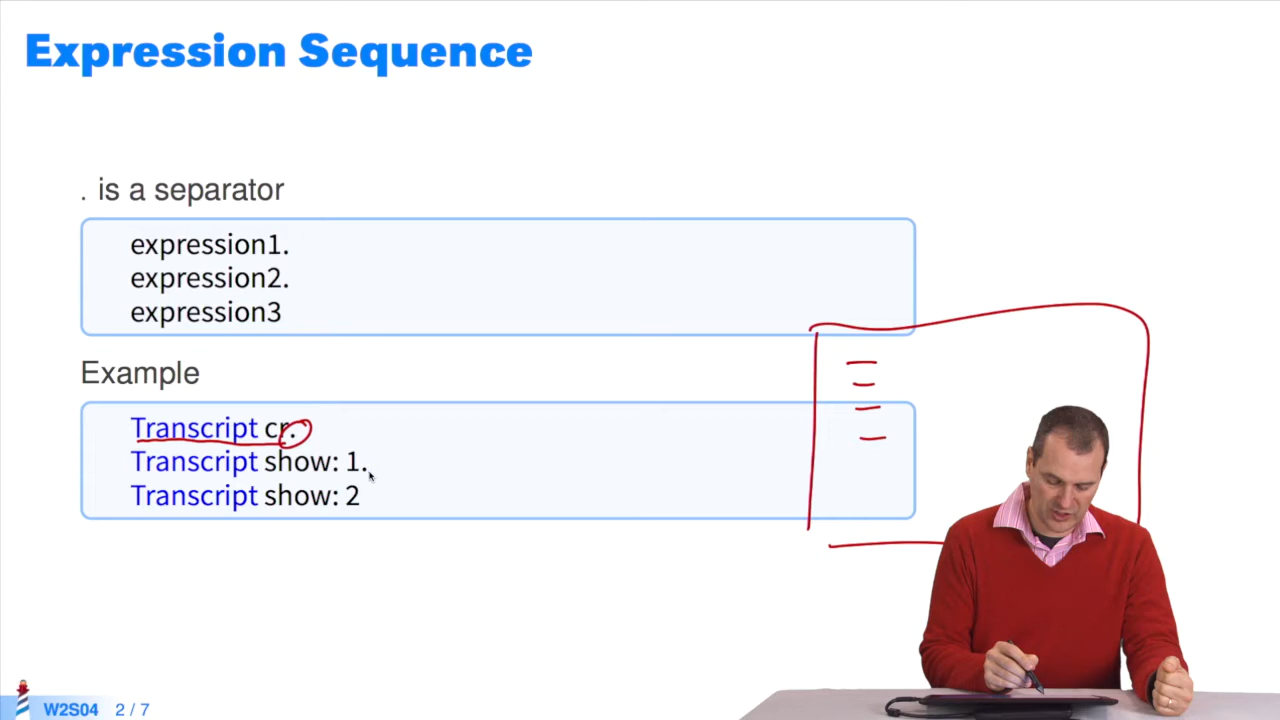 Expression Sequence
. is a separator
expression1.
expression2.
expression3
Example
Transcript cr.
Transcript show: 1.
Transcript show: 2
W2S04 2 / 7